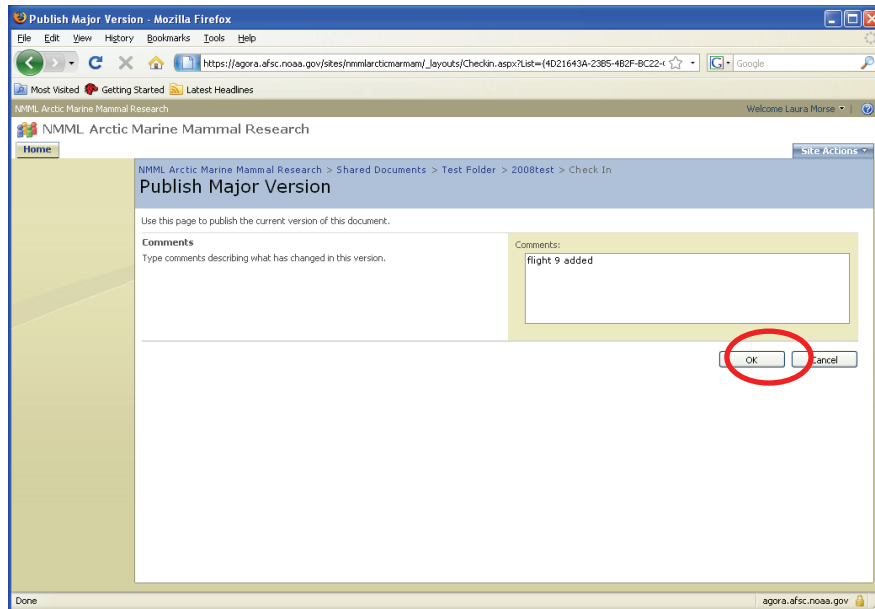 Publish Major Version - Mozilla Firefox
File Edit View History Bookmarks Tools Help
https://agora.afsc.noaa.gov/sites/nmmlarcticmarmam/_layouts/Checkin.aspx?List={4D21643A-23B5-4B2F-BC22-
G Google
Most Visited Getting Started Latest Headlines
NMML Arctic Marine Mammal Research Welcome Laura Morse
NMML Arctic Marine Mammal Research
Home Site Actions
NMML Arctic Marine Mammal Research > Shared Documents > Test Folder > 2008test > Check In
Publish Major Version
Use this page to publish the current version of this document.
Comments
Type comments describing what has changed in this version.
Comments:
flight 9 added
OK Cancel
Done agora.afsc.noaa.gov